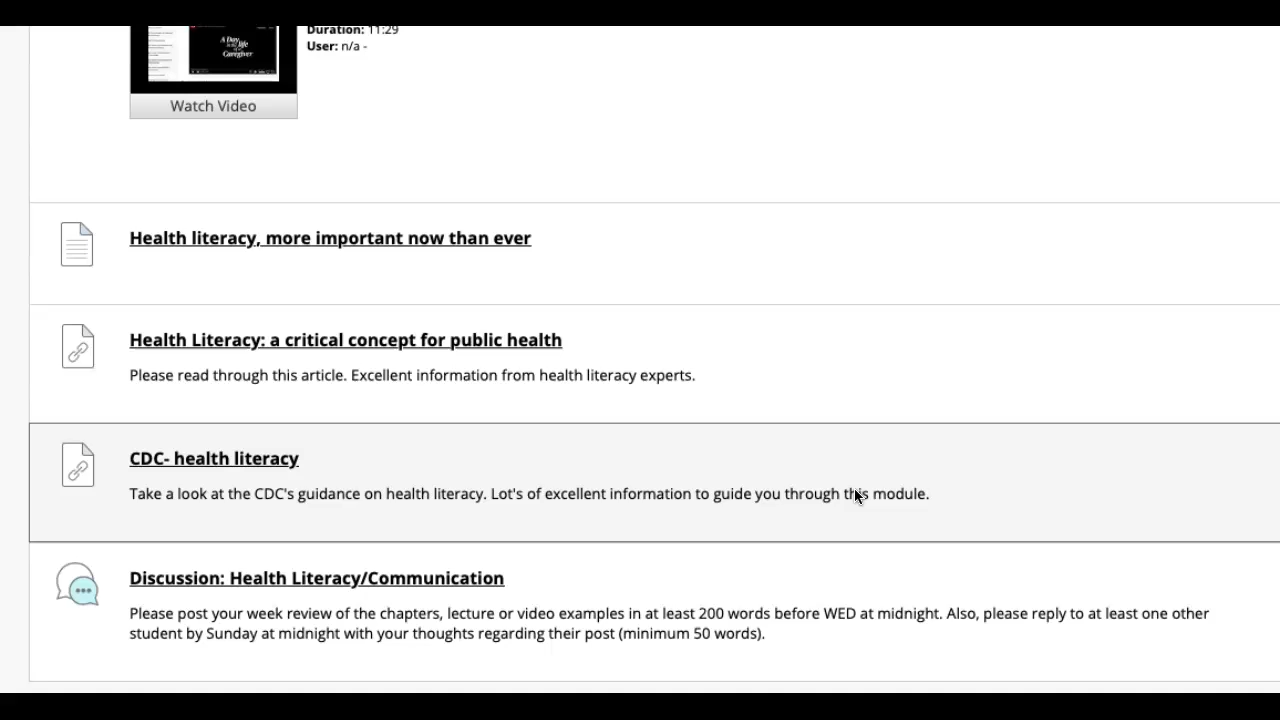 Duration: 11:29
A Day
in the life
of a
Caregiver
User: n/a -
Watch Video
Health literacy, more important now than ever
Health Literacy: a critical concept for public health
Please read through this article. Excellent information from health literacy experts.
CDC- health literacy
Take a look at the CDC's guidance on health literacy. Lot's of excellent information to guide you through this module.
Discussion: Health Literacy/Communication
Please post your week review of the chapters, lecture or video examples in at least 200 words before WED at midnight. Also, please reply to at least one other
student by Sunday at midnight with your thoughts regarding their post (minimum 50 words).